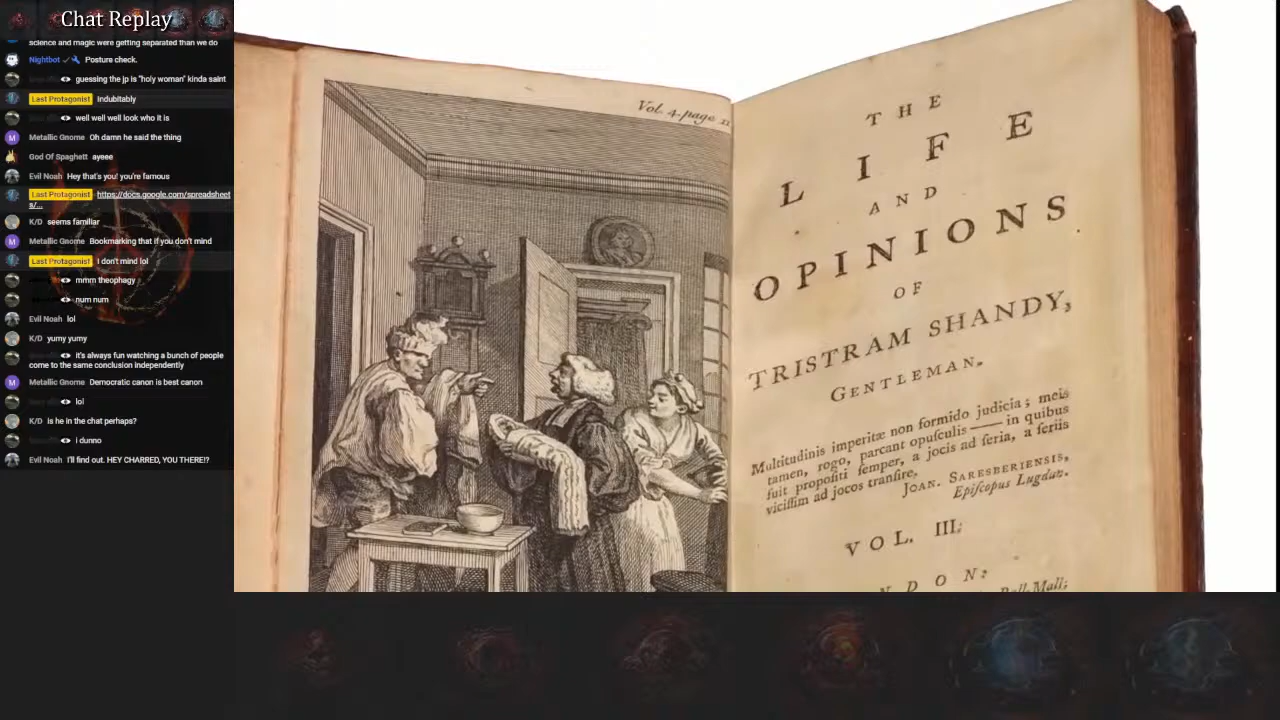 Chat Replay
science and magic were getting separated than we do
Nightbot Posture check.
guessing the jp is "holy woman" kinda saint
Last Protagonist Indubitably
well well well look who it is
Metallic Gnome Oh damn he said the thing
God Of Spaghett ayeee
Evil Noah Hey that's you! you're famous
Last Protagonist https://docs.google.com/spreadsheet
s/...
K/D seems familiar
Metallic Gnome Bookmarking that if you don't mind
Last Protagonist I don't mind lol
mmm theophagy
num num
Evil Noah lol
K/D yumy yumy
it's always fun watching a bunch of people
come to the same conclusion independently
Metallic Gnome Democratic canon is best canon
lol
K/D is he in the chat perhaps?
i dunno
Evil Noah I'll find out. HEY CHARRED, YOU THERE!?
Vol. 4. page
THE
LIFE
AND
OPINIONS
OF
TRISTRAM SHANDY,
GENTLEMAN.
Multitudinis imperitæ non formido judicia; meis
tamen, rogo, parcant opuſculis —— in quibus
fuit propoſiti ſemper, a jocis ad ſeria, a ſeriis
viciſſim ad jocos tranſire.
JOAN. SARESBERIENSIS,
Epiſcopus Lugdun.
VOL. III.
NDON:
Pall-Mall;